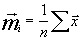 m⃗ᵢ = 1/n ∑ x⃗